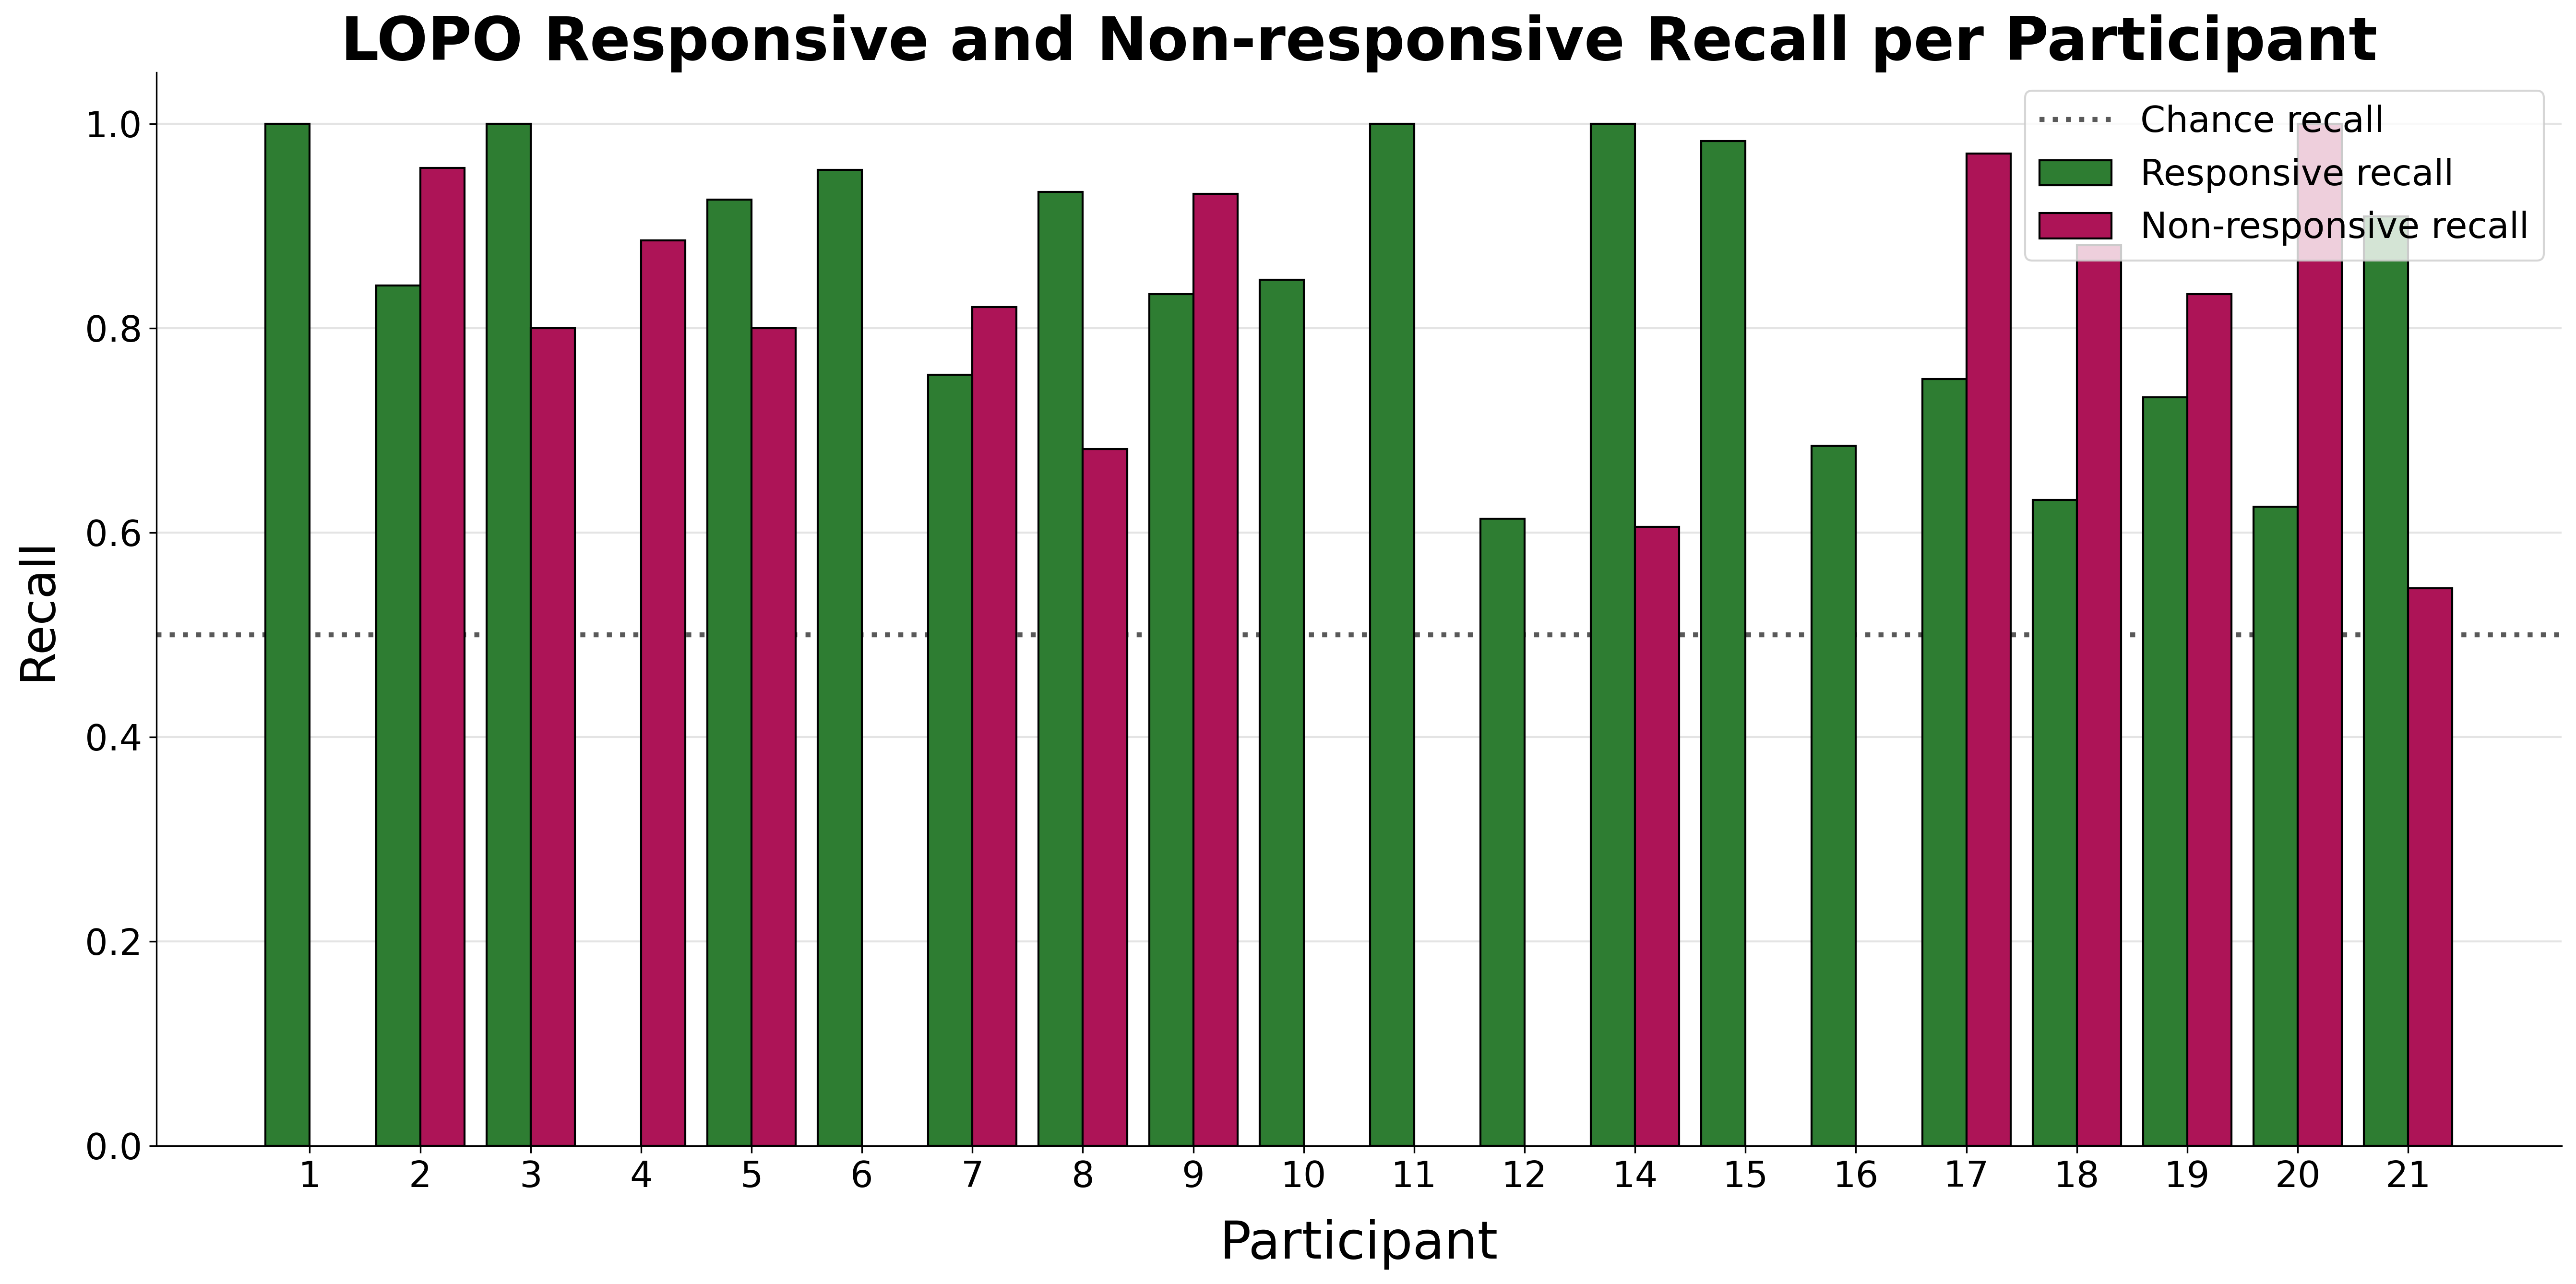 LOPO Responsive and Non-responsive Recall per Participant
Chance recall
Responsive recall
Non-responsive recall
1.0
0.8
0.6
0.4
0.2
0.0
Recall
1 2 3 4 5 6 7 8 9 10 11 12 14 15 16 17 18 19 20 21
Participant